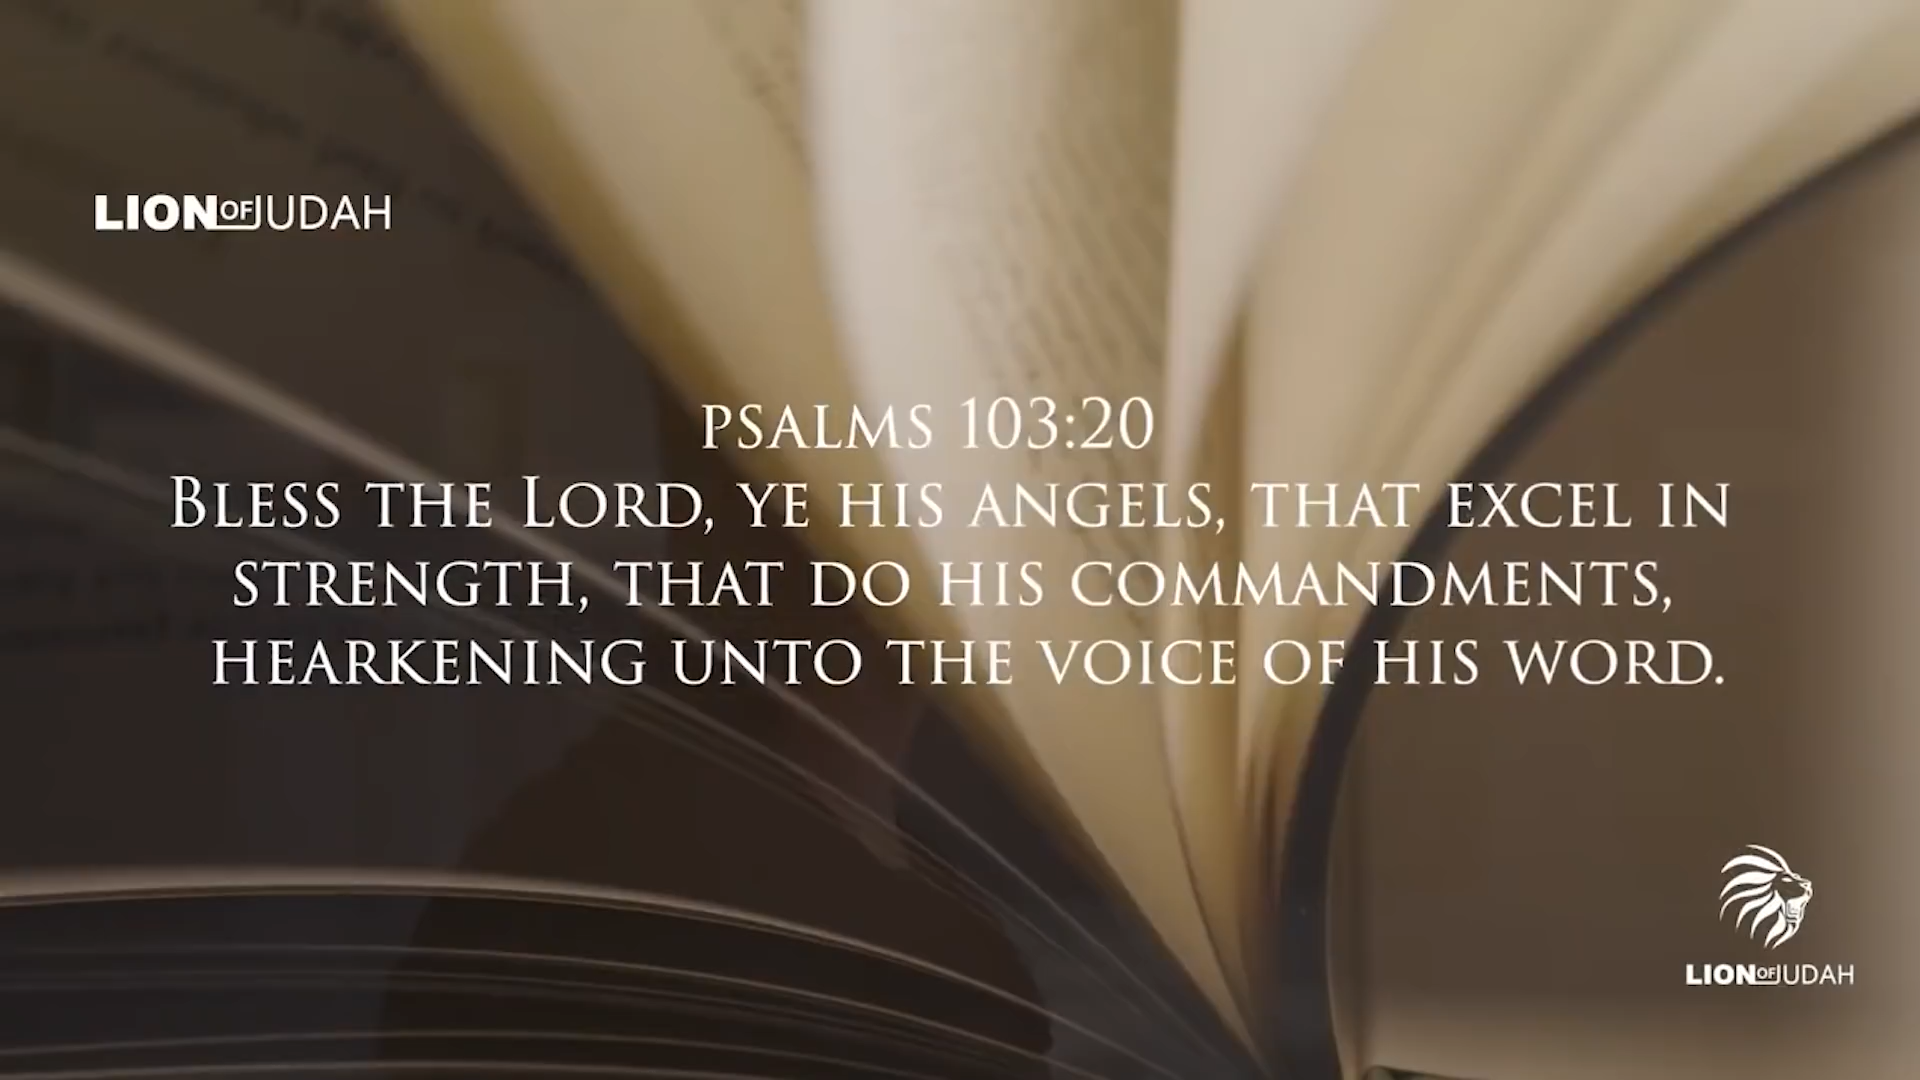 LION OF JUDAH
PSALMS 103:20
BLESS THE LORD, YE HIS ANGELS, THAT EXCEL IN
STRENGTH, THAT DO HIS COMMANDMENTS,
HEARKENING UNTO THE VOICE OF HIS WORD.
LION OF JUDAH